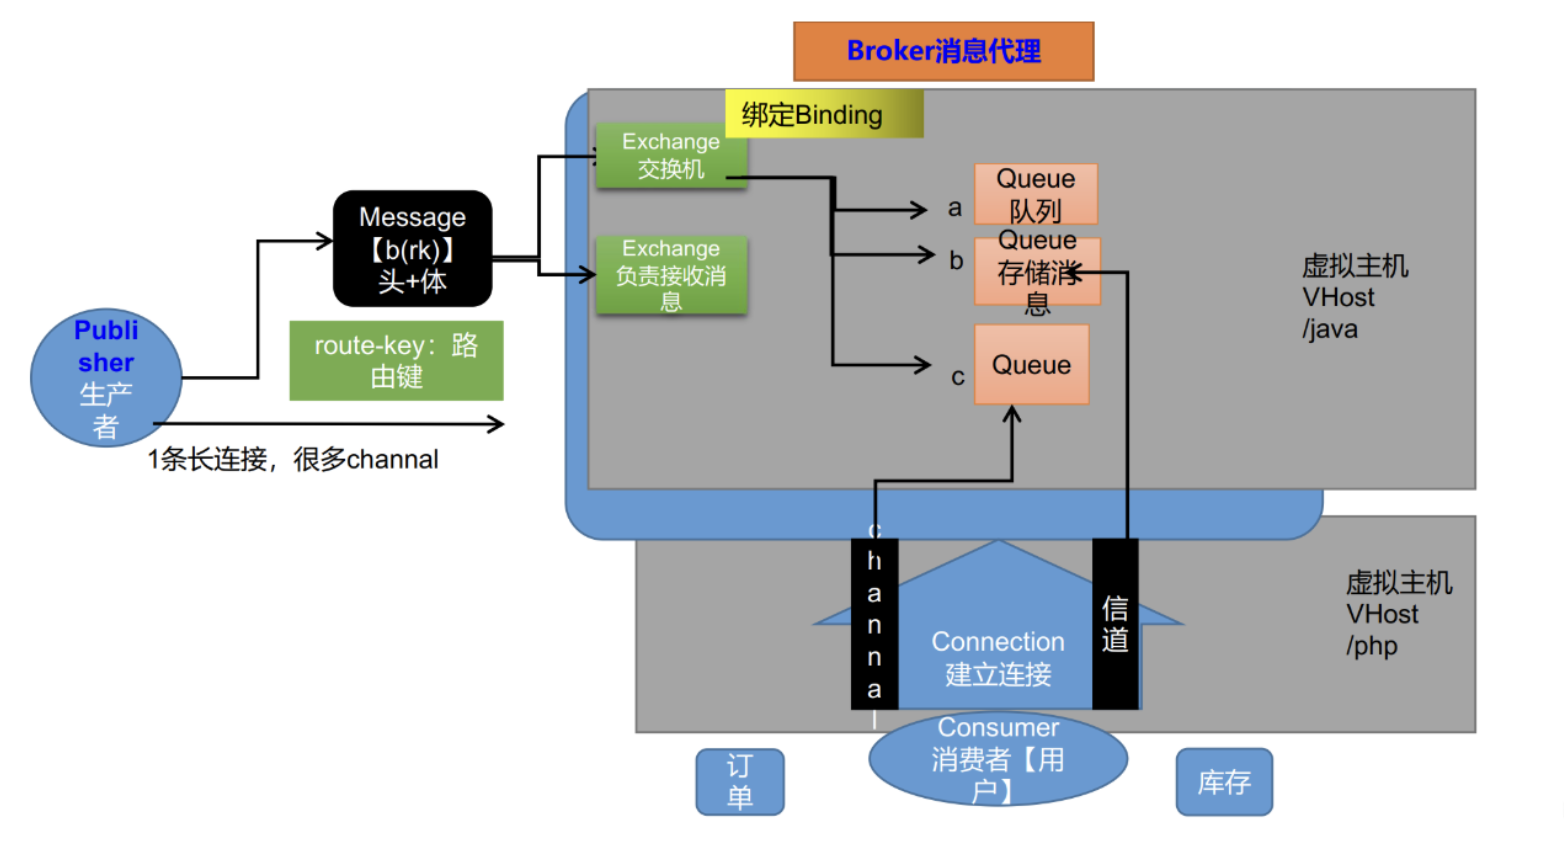 Broker消息代理
绑定Binding
Exchange
交换机
Exchange
负责接收消
息
Message
【b(rk)】
头+体
route-key：路
由键
Publi
sher
生产
者
1条长连接，很多channal
a
Queue
队列
b
Queue
存储消
息
c
Queue
虚拟主机
VHost
/java
虚拟主机
VHost
/php
c
h
a
n
n
a
l
Connection
建立连接
信
道
Consumer
消费者【用
户】
订
单
库存